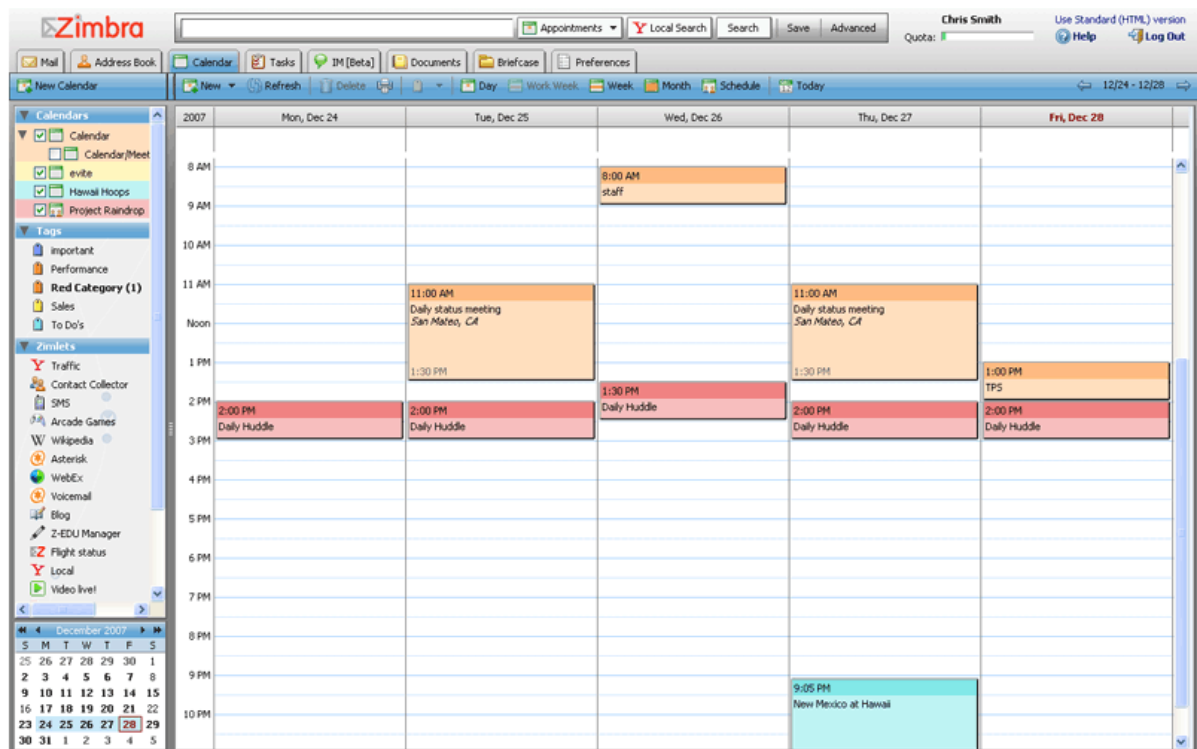 Zimbra
Appointments
Local Search
Search
Save
Advanced
Chris Smith
Quota:
Use Standard (HTML) version
Help
Log Out
Mail
Address Book
Calendar
Tasks
IM [Beta]
Documents
Briefcase
Preferences
New Calendar
New
Refresh
Delete
Day
Work Week
Week
Month
Schedule
Today
12/24 - 12/28
Calendars
Calendar
Calendar/Meet
evite
Hawaii Hoops
Project Raindrop
Tags
important
Performance
Red Category (1)
Sales
To Do's
Zimlets
Traffic
Contact Collector
SMS
Arcade Games
Wikipedia
Asterisk
WebEx
Voicemail
Blog
Z-EDU Manager
Flight status
Local
Video live!
December 2007
S M T W T F S
25 26 27 28 29 30 1
2 3 4 5 6 7 8
9 10 11 12 13 14 15
16 17 18 19 20 21 22
23 24 25 26 27 28 29
30 31 1 2 3 4 5
2007
Mon, Dec 24
Tue, Dec 25
Wed, Dec 26
Thu, Dec 27
Fri, Dec 28
8 AM
9 AM
10 AM
11 AM
Noon
1 PM
2 PM
3 PM
4 PM
5 PM
6 PM
7 PM
8 PM
9 PM
10 PM
2:00 PM
Daily Huddle
11:00 AM
Daily status meeting
San Mateo, CA
1:30 PM
2:00 PM
Daily Huddle
8:00 AM
staff
1:30 PM
Daily Huddle
11:00 AM
Daily status meeting
San Mateo, CA
1:30 PM
2:00 PM
Daily Huddle
9:05 PM
New Mexico at Hawaii
1:00 PM
TPS
2:00 PM
Daily Huddle